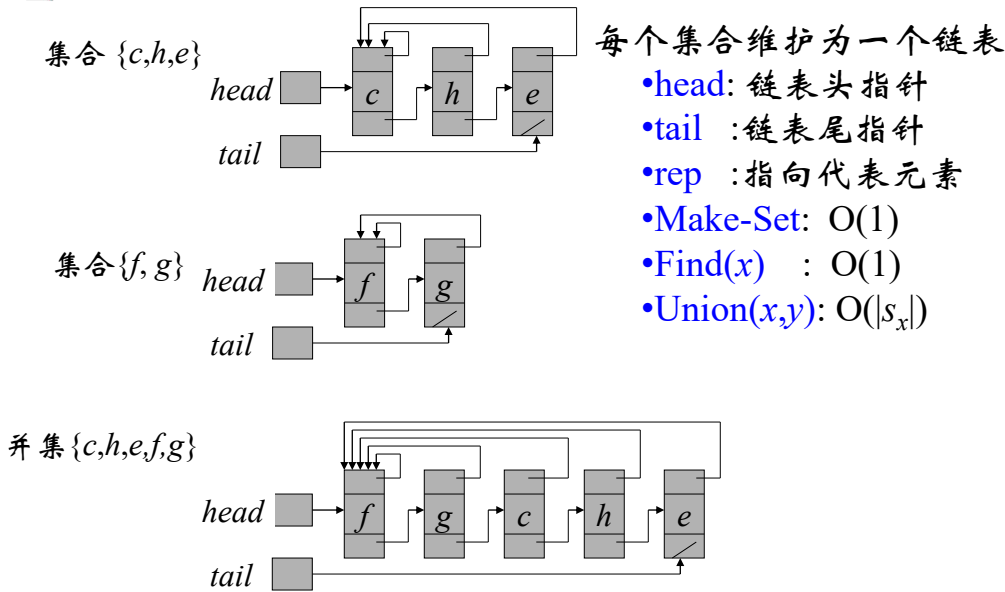 集合 {c,h,e}
head
c
h
e
tail
每个集合维护为一个链表
•head: 链表头指针
•tail :链表尾指针
•rep :指向代表元素
•Make-Set: O(1)
•Find(x) : O(1)
•Union(x,y): O(|sx|)
集合{f, g}
head
f
g
tail
并集{c,h,e,f,g}
head
f
g
c
h
e
tail